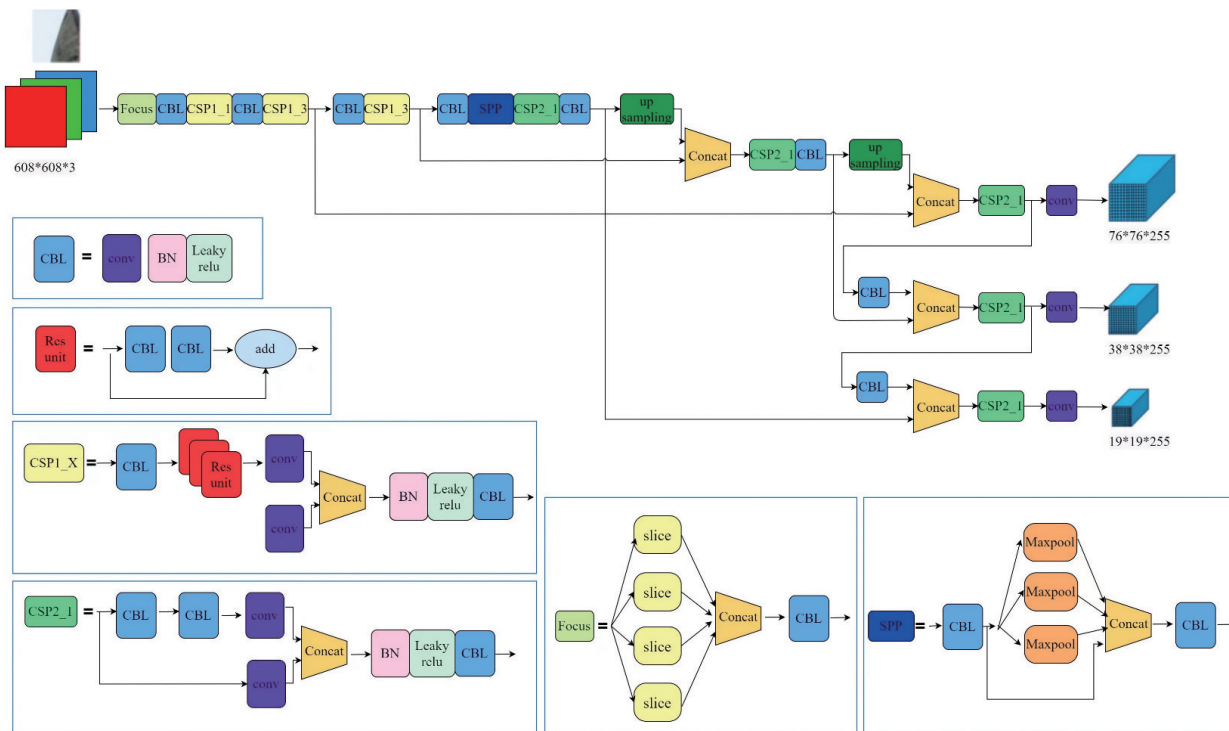 608*608*3
Focus CBL CSP1_1 CBL CSP1_3
CBL CSP1_3
CBL SPP CSP2_1 CBL
up
sampling
Concat
CSP2_1 CBL
up
sampling
Concat
CSP2_1
conv
76*76*255
CBL
Concat
CSP2_1
conv
38*38*255
CBL
Concat
CSP2_1
conv
19*19*255
CBL = conv BN Leaky
relu
Res
unit
=
CBL CBL add
CSP1_X = CBL
Res
unit
conv
conv
Concat
BN Leaky
relu
CBL
CSP2_1 = CBL CBL conv
conv
Concat
BN Leaky
relu
CBL
Focus =
slice
slice
slice
slice
Concat
CBL
SPP = CBL
Maxpool
Maxpool
Maxpool
Concat
CBL